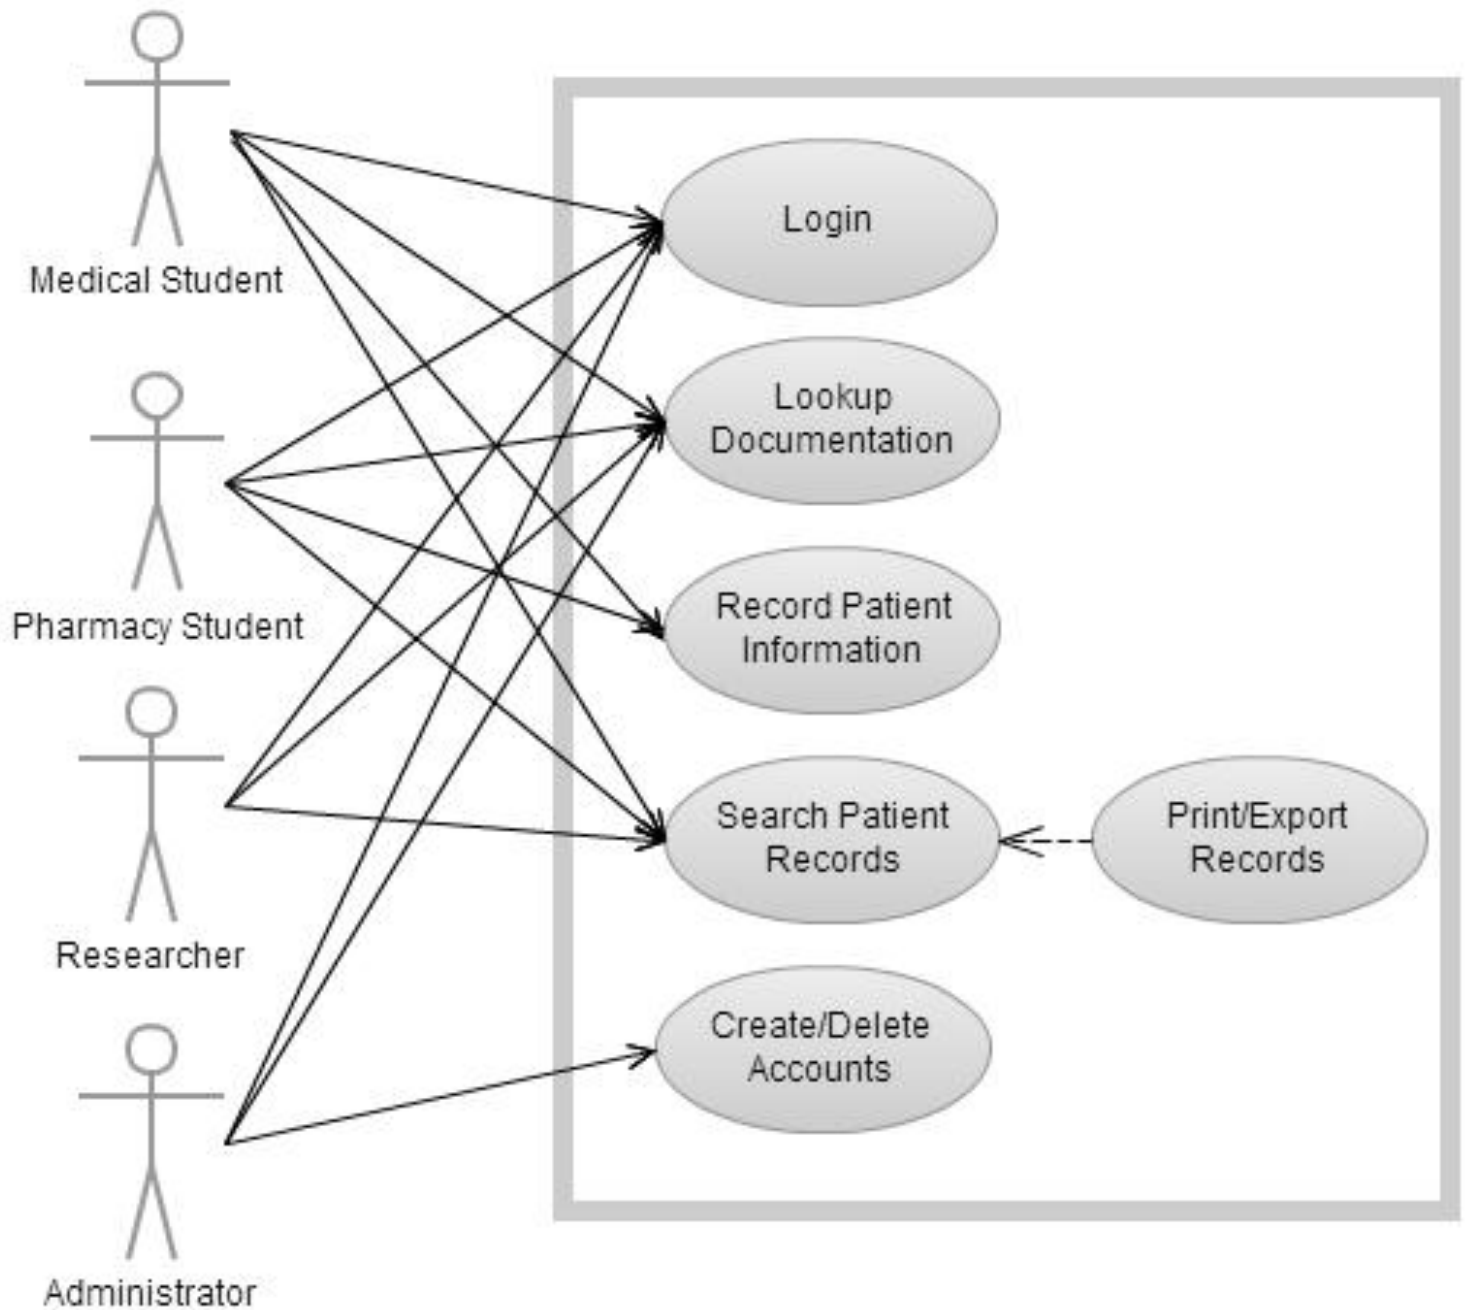 Medical Student
Pharmacy Student
Researcher
Administrator
Login
Lookup
Documentation
Record Patient
Information
Search Patient
Records
Print/Export
Records
Create/Delete
Accounts